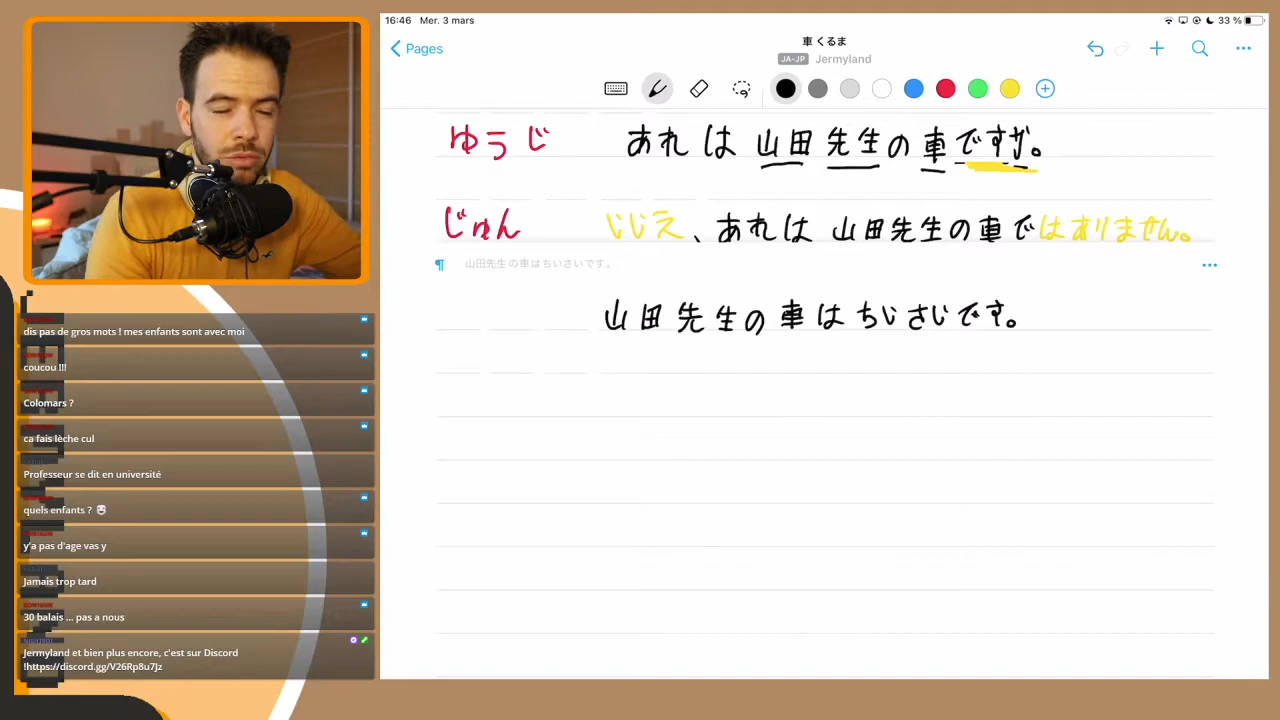 16:46 Mer. 3 mars
33 %
Pages
車 くるま
JA-JP Jermyland
ゆうじ あれは 山田 先生の 車ですか。
じゅん いいえ、あれは 山田先生の車ではありません。
山田先生の車はちいさいです。
山田先生の車はちいさいです。
dis pas de gros mots ! mes enfants sont avec moi
coucou !!!
Colomars ?
ca fais lèche cul
Professeur se dit en université
quels enfants ?
y'a pas d'age vas y
Jamais trop tard
30 balais ... pas a nous
Jermyland et bien plus encore, c'est sur Discord
!https://discord.gg/V26Rp8u7Jz